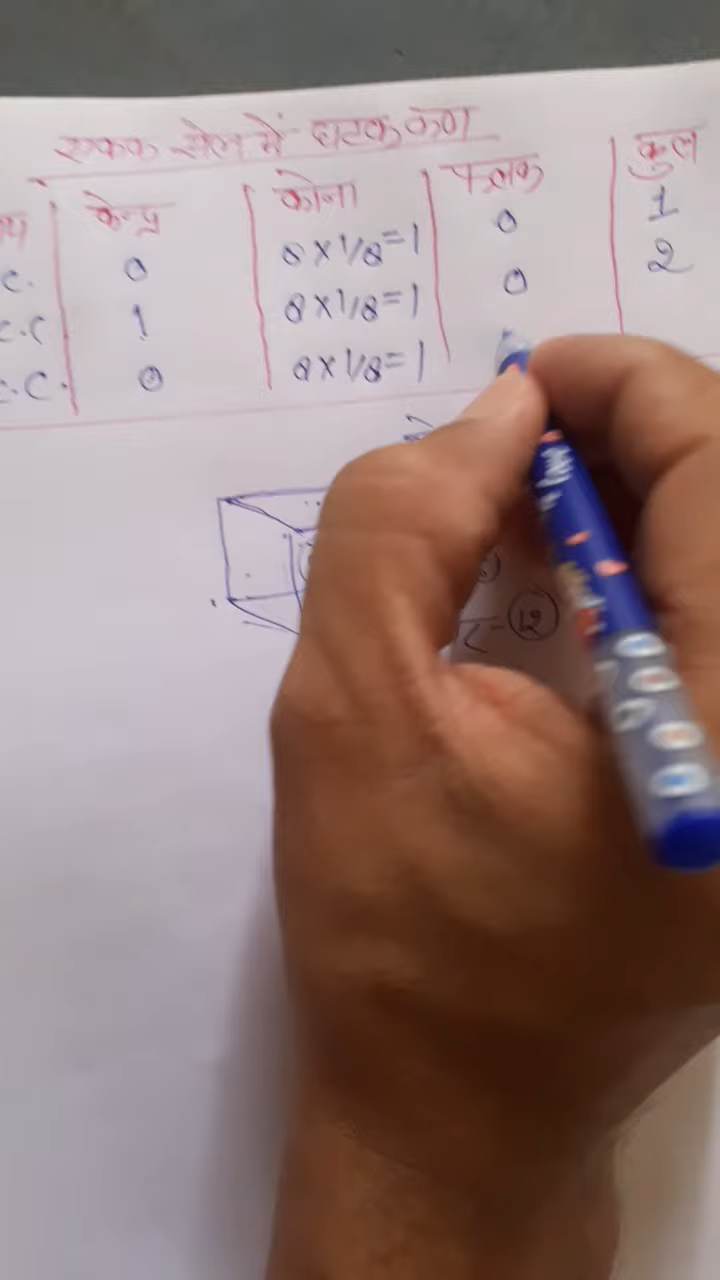 एकक सेल में घटक कण
केन्द्र कोना फलक कुल
C. 0 8 x 1/8 = 1 0 1
C.C 1 8 x 1/8 = 1 0 2
C.C. 0 8 x 1/8 = 1
12